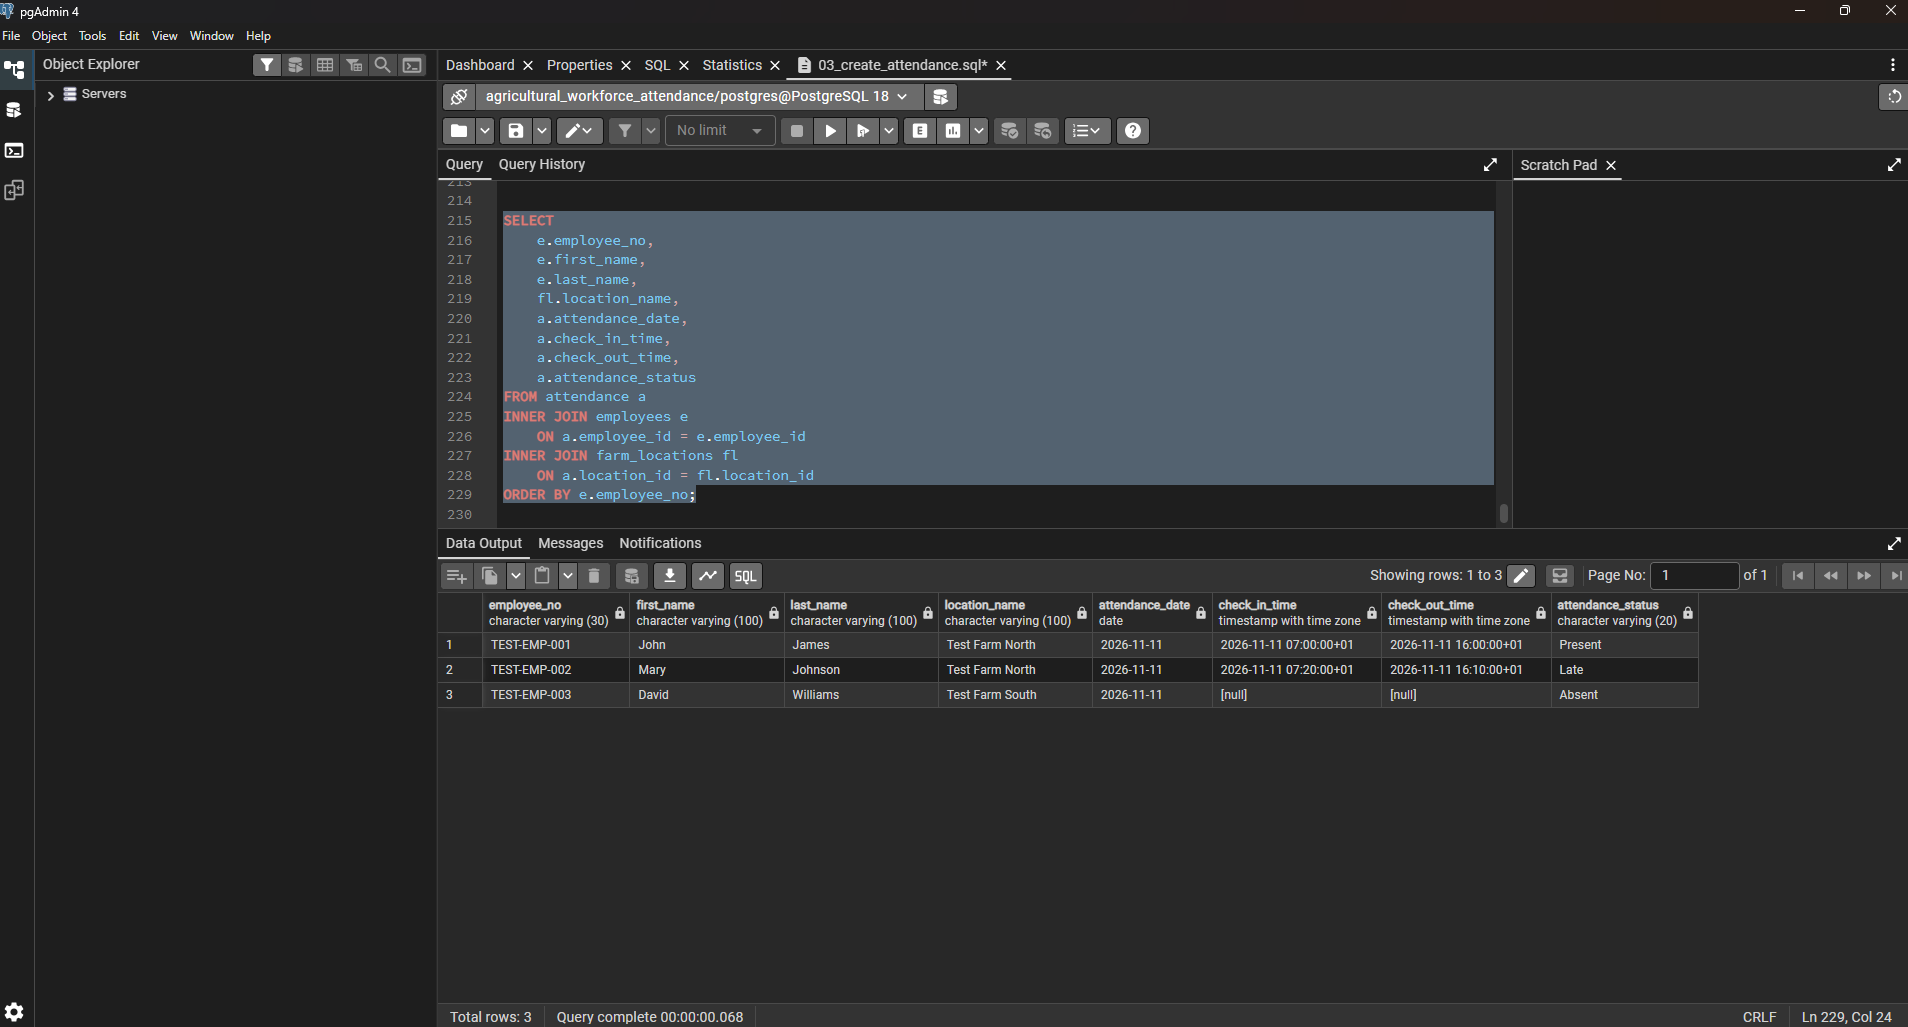 pgAdmin 4
File Object Tools Edit View Window Help
Object Explorer
Servers
Dashboard Properties SQL Statistics 03_create_attendance.sql*
agricultural_workforce_attendance/postgres@PostgreSQL 18
No limit
E
Query Query History
Scratch Pad
213
214
215 SELECT
216 e.employee_no,
217 e.first_name,
218 e.last_name,
219 fl.location_name,
220 a.attendance_date,
221 a.check_in_time,
222 a.check_out_time,
223 a.attendance_status
224 FROM attendance a
225 INNER JOIN employees e
226 ON a.employee_id = e.employee_id
227 INNER JOIN farm_locations fl
228 ON a.location_id = fl.location_id
229 ORDER BY e.employee_no;
230
Data Output Messages Notifications
SQL Showing rows: 1 to 3 Page No: 1 of 1
employee_no first_name last_name location_name attendance_date check_in_time check_out_time attendance_status
character varying (30) character varying (100) character varying (100) character varying (100) date timestamp with time zone timestamp with time zone character varying (20)
1 TEST-EMP-001 John James Test Farm North 2026-11-11 2026-11-11 07:00:00+01 2026-11-11 16:00:00+01 Present
2 TEST-EMP-002 Mary Johnson Test Farm North 2026-11-11 2026-11-11 07:20:00+01 2026-11-11 16:10:00+01 Late
3 TEST-EMP-003 David Williams Test Farm South 2026-11-11 [null] [null] Absent
Total rows: 3 Query complete 00:00:00.068 CRLF Ln 229, Col 24